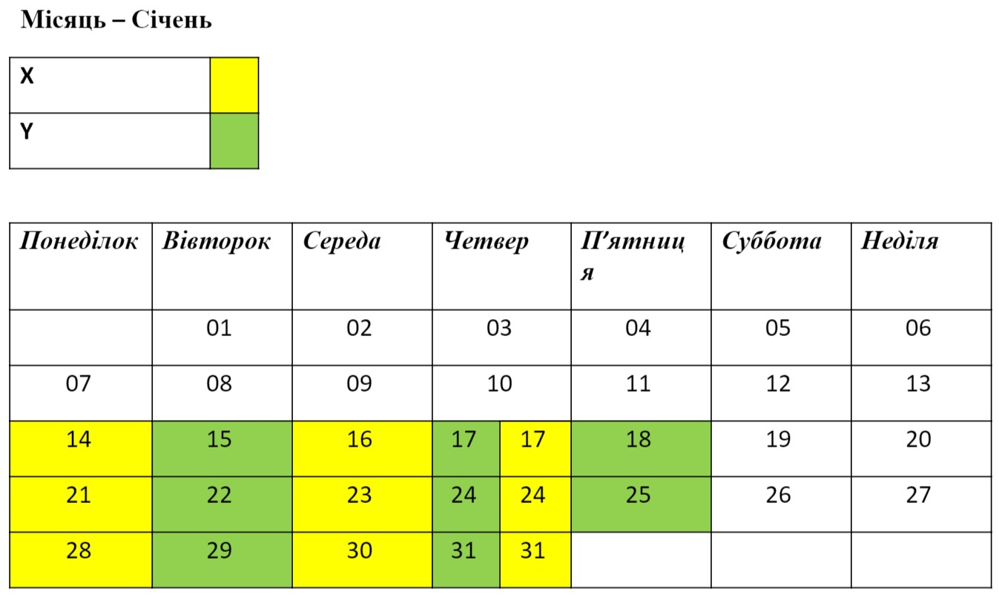 Місяць – Січень
X
Y
Понеділок Вівторок Середа Четвер П’ятниц Субота Неділя
я
01 02 03 04 05 06
07 08 09 10 11 12 13
14 15 16 17 17 18 19 20
21 22 23 24 24 25 26 27
28 29 30 31 31